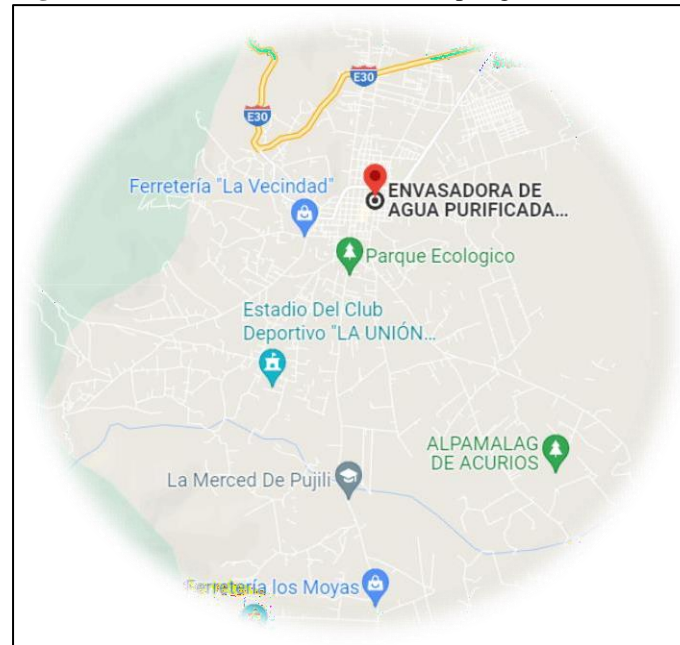 E30
E30
Ferretería "La Vecindad"
ENVASADORA DE
AGUA PURIFICADA...
Parque Ecologico
Estadio Del Club
Deportivo "LA UNIÓN...
ALPAMALAG
DE ACURIOS
La Merced De Pujili
Ferretería los Moyas